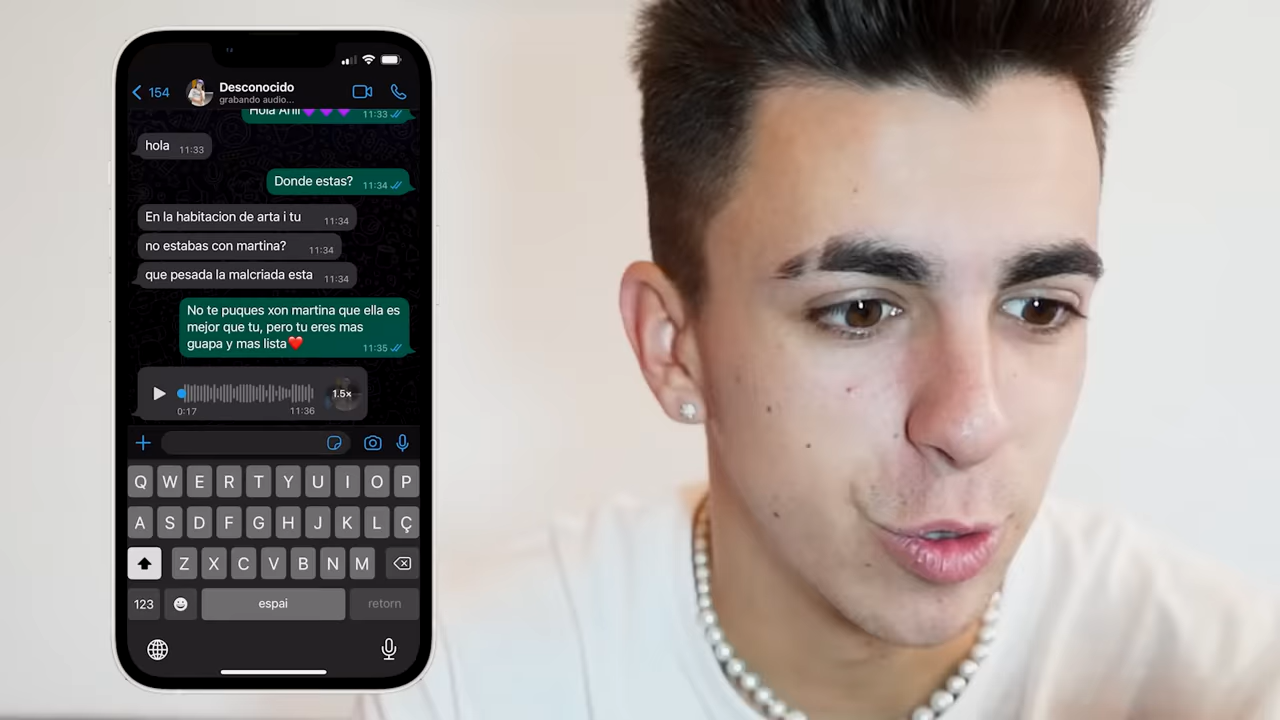 154
Desconocido
grabando audio...
Hola Arii💜💜💜 11:33
hola 11:33
Donde estas? 11:34
En la habitacion de arta i tu 11:34
no estabas con martina? 11:34
que pesada la malcriada esta 11:34
No te puques xon martina que ella es
mejor que tu, pero tu eres mas
guapa y mas lista❤️ 11:35
1.5x
0:17 11:36
Q W E R T Y U I O P
A S D F G H J K L Ç
Z X C V B N M
123 espai retorn